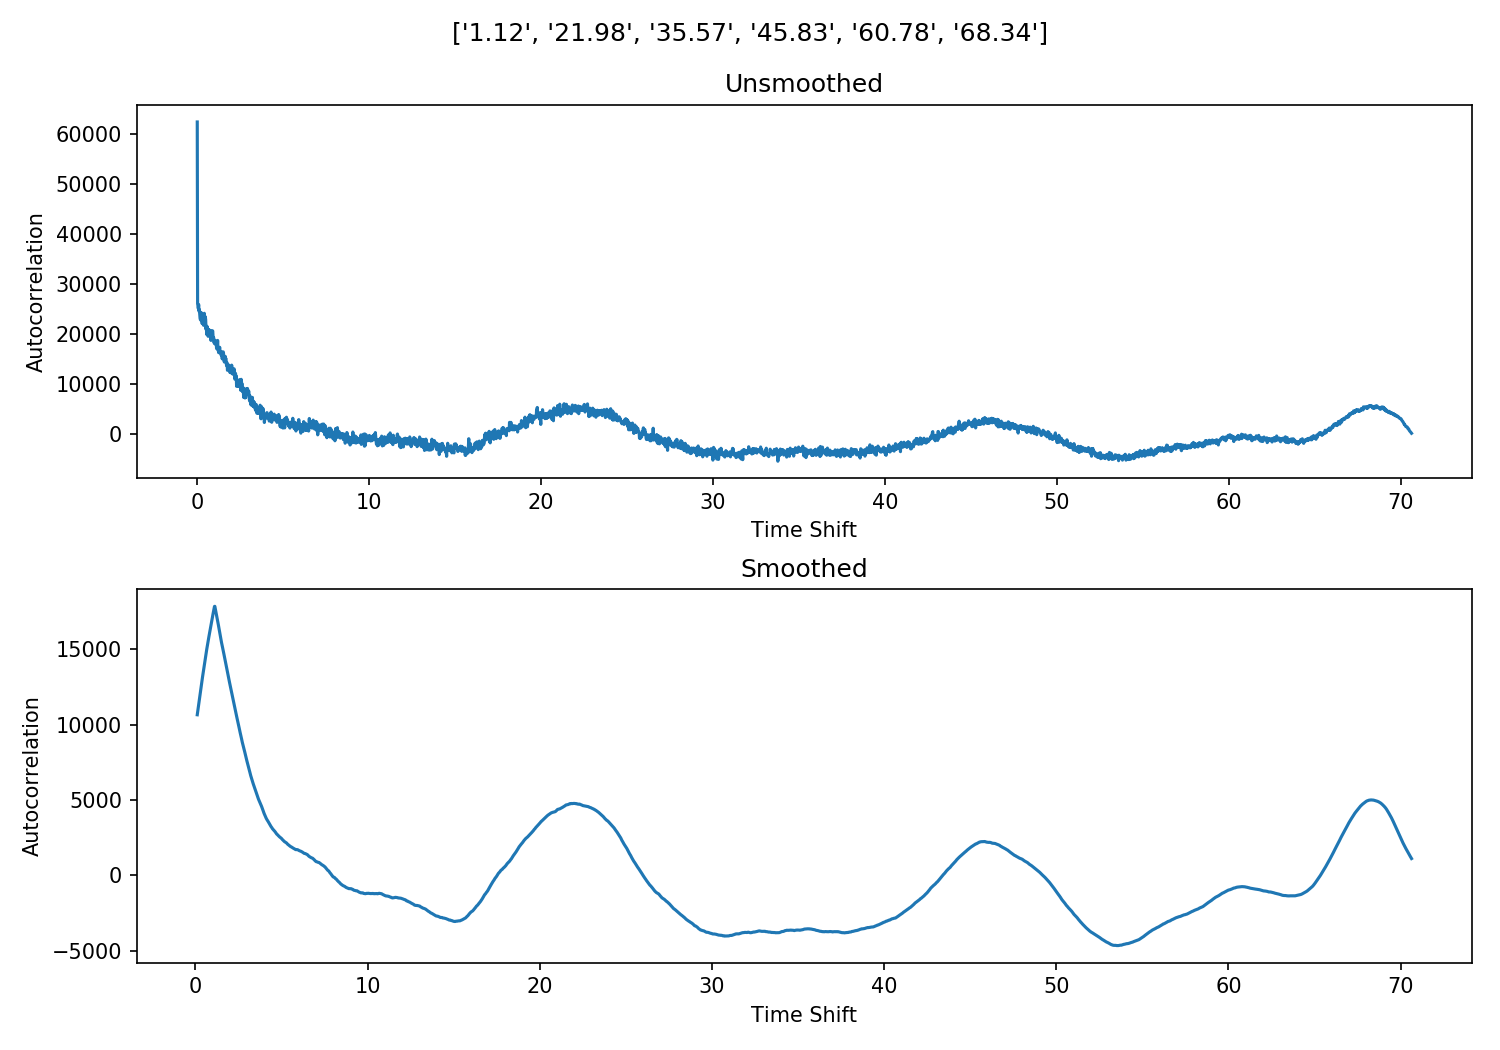 ['1.12', '21.98', '35.57', '45.83', '60.78', '68.34']
Unsmoothed
60000
50000
40000
30000
20000
10000
0
Autocorrelation
0 10 20 30 40 50 60 70
Time Shift
Smoothed
15000
10000
5000
0
−5000
Autocorrelation
0 10 20 30 40 50 60 70
Time Shift